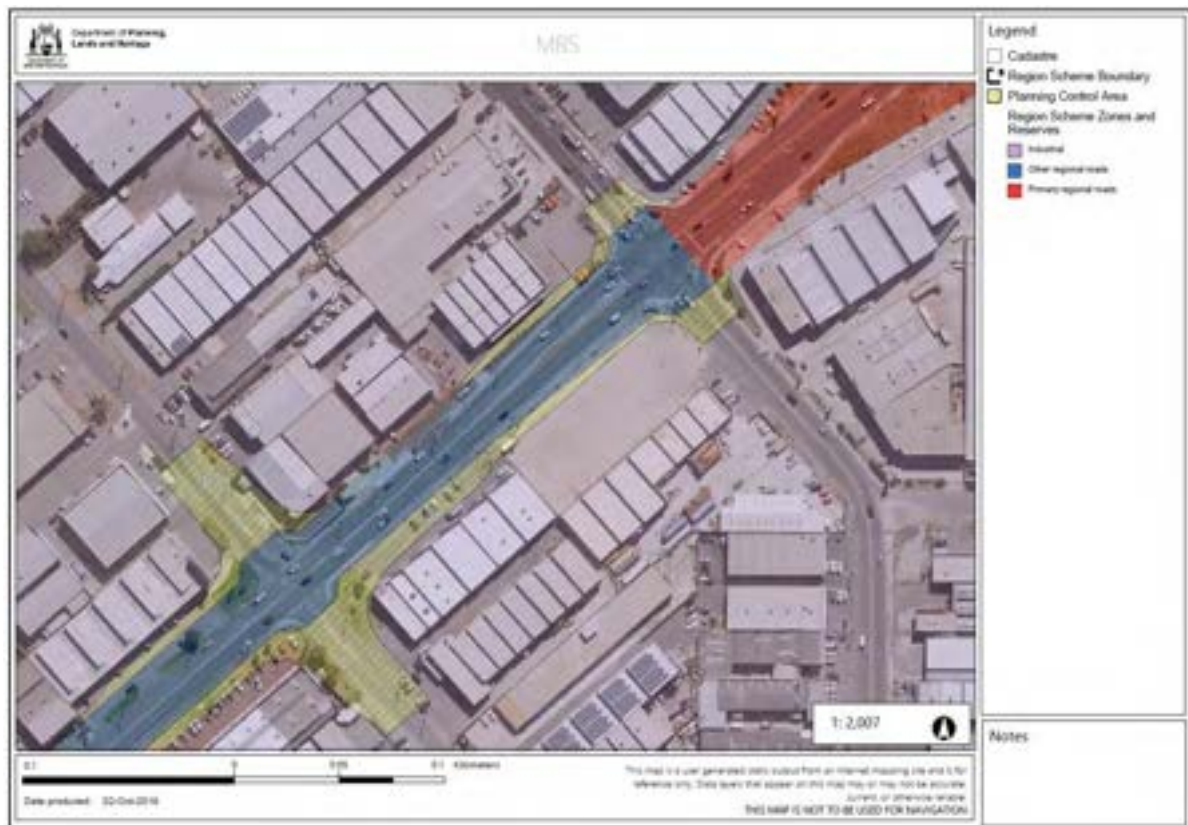 Department of Planning,
Lands and Heritage
MRS
Legend
Cadastre
Region Scheme Boundary
Planning Control Area
Region Scheme Zones and
Reserves
Industrial
Other regional roads
Primary regional roads
1: 2,007
Notes
0.1 0 0.05 0.1 Kilometers
Date produced: 02-Oct-2018
This map is a user generated static output from an Internet mapping site and is for
reference only. Data layers that appear on this map may or may not be accurate,
current, or otherwise reliable.
THIS MAP IS NOT TO BE USED FOR NAVIGATION